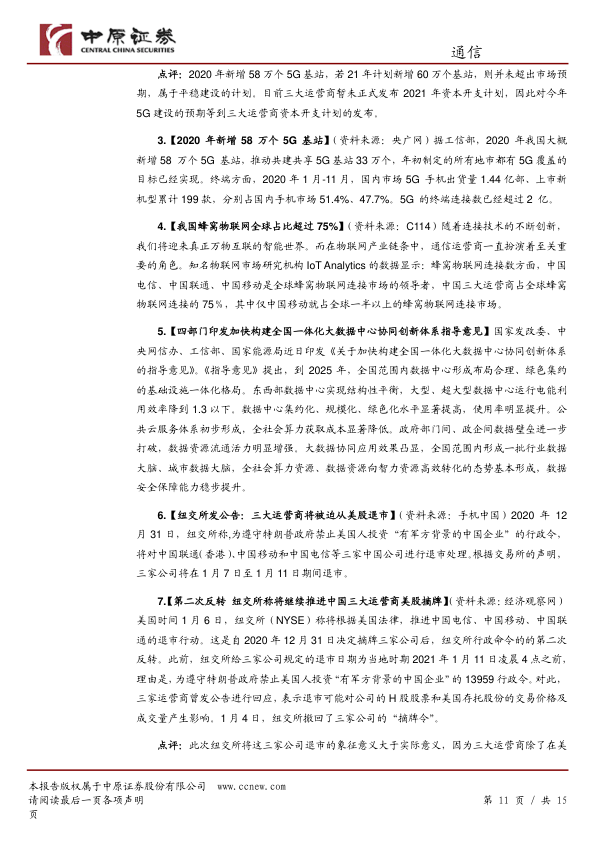 中原证券
CENTRAL CHINA SECURITIES
通信
点评：2020 年新增 58 万个 5G 基站，若 21 年计划新增 60 万个基站，则并未超出市场预
期，属于平稳建设的计划。目前三大运营商暂未正式发布 2021 年资本开支计划，因此对今年
5G 建设的预期等到三大运营商资本开支计划的发布。
3.【2020 年新增 58 万个 5G 基站】（资料来源：央广网）据工信部，2020 年我国大概
新增 58 万个 5G 基站，推动共建共享 5G 基站 33 万个，年初制定的所有地市都有 5G 覆盖的
目标已经实现。终端方面，2020 年 1 月-11 月，国内市场 5G 手机出货量 1.44 亿部、上市新
机型累计 199 款，分别占国内手机市场 51.4%、47.7%。5G 的终端连接数已经超过 2 亿。
4.【我国蜂窝物联网全球占比超过 75%】（资料来源：C114）随着连接技术的不断创新，
我们将迎来真正万物互联的智能世界。而在物联网产业链条中，通信运营商一直扮演着至关重
要的角色。知名物联网市场研究机构 IoT Analytics 的数据显示：蜂窝物联网连接数方面，中国
电信、中国联通、中国移动是全球蜂窝物联网连接市场的领导者，中国三大运营商占全球蜂窝
物联网连接的 75％，其中仅中国移动就占全球一半以上的蜂窝物联网连接市场。
5.【四部门印发加快构建全国一体化大数据中心协同创新体系指导意见】国家发改委、中
央网信办、工信部、国家能源局近日印发《关于加快构建全国一体化大数据中心协同创新体系
的指导意见》。《指导意见》提出，到 2025 年，全国范围内数据中心形成布局合理、绿色集约
的基础设施一体化格局。东西部数据中心实现结构性平衡，大型、超大型数据中心运行电能利
用效率降到 1.3 以下。数据中心集约化、规模化、绿色化水平显著提高，使用率明显提升。公
共云服务体系初步形成，全社会算力获取成本显著降低。政府部门间、政企间数据壁垒进一步
打破，数据资源流通活力明显增强。大数据协同应用效果凸显，全国范围内形成一批行业数据
大脑、城市数据大脑，全社会算力资源、数据资源向智力资源高效转化的态势基本形成，数据
安全保障能力稳步提升。
6.【纽交所发公告：三大运营商将被迫从美股退市】（资料来源：手机中国）2020 年 12
月 31 日，纽交所称,为遵守特朗普政府禁止美国人投资“有军方背景的中国企业”的行政令，
将对中国联通(香港)、中国移动和中国电信等三家中国公司进行退市处理。根据交易所的声明，
三家公司将在 1 月 7 日至 1 月 11 日期间退市。
7.【第二次反转 纽交所称将继续推进中国三大运营商美股摘牌】（资料来源：经济观察网）
美国时间 1 月 6 日，纽交所（NYSE）称将根据美国法律，推进中国电信、中国移动、中国联
通的退市行动。这是自 2020 年 12 月 31 日决定摘牌三家公司后，纽交所行政命令的的第二次
反转。此前，纽交所给三家公司规定的退市日期为当地时期 2021 年 1 月 11 日凌晨 4 点之前，
理由是，为遵守特朗普政府禁止美国人投资“有军方背景的中国企业”的 13959 行政令。对此，
三家运营商曾发公告进行回应，表示退市可能对公司的 H 股股票和美国存托股份的交易价格及
成交量产生影响。1 月 4 日，纽交所撤回了三家公司的“摘牌令”。
点评：此次纽交所将这三家公司退市的象征意义大于实际意义，因为三大运营商除了在美
本报告版权属于中原证券股份有限公司 www.ccnew.com
请阅读最后一页各项声明 第 11 页 / 共 15
页